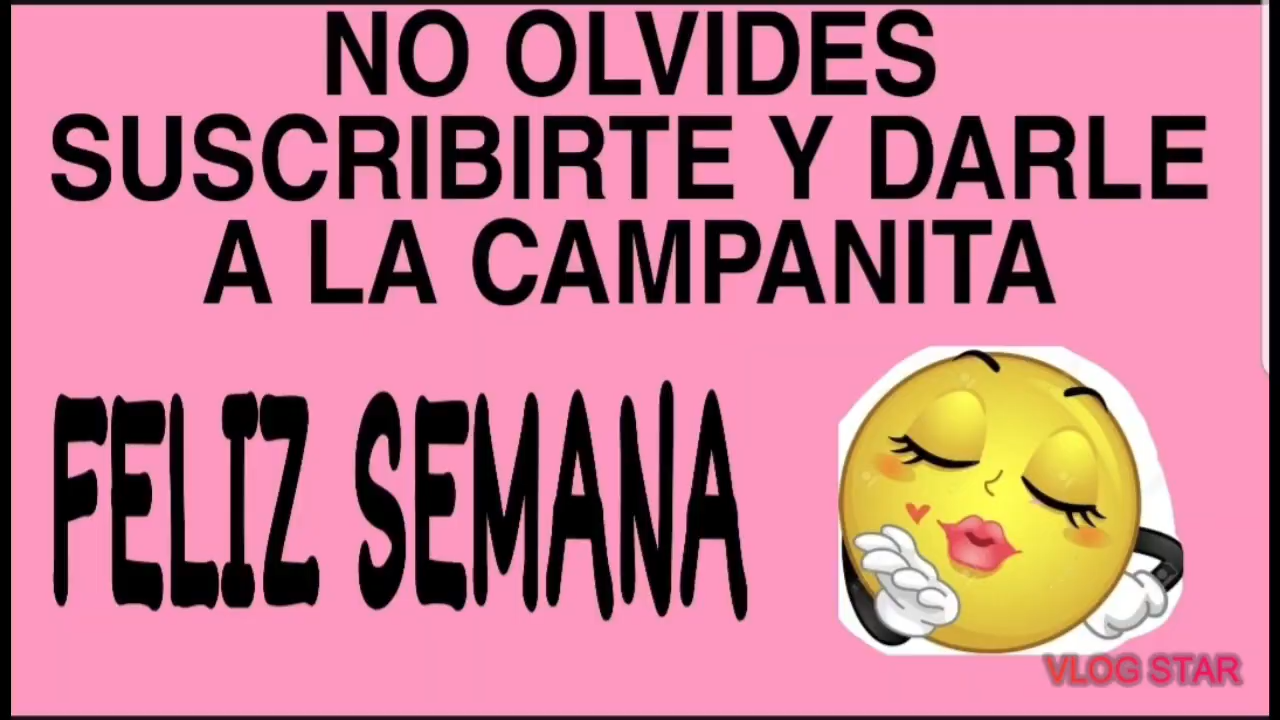 NO OLVIDES
SUSCRIBIRTE Y DARLE
A LA CAMPANITA
FELIZ SEMANA
VLOG STAR